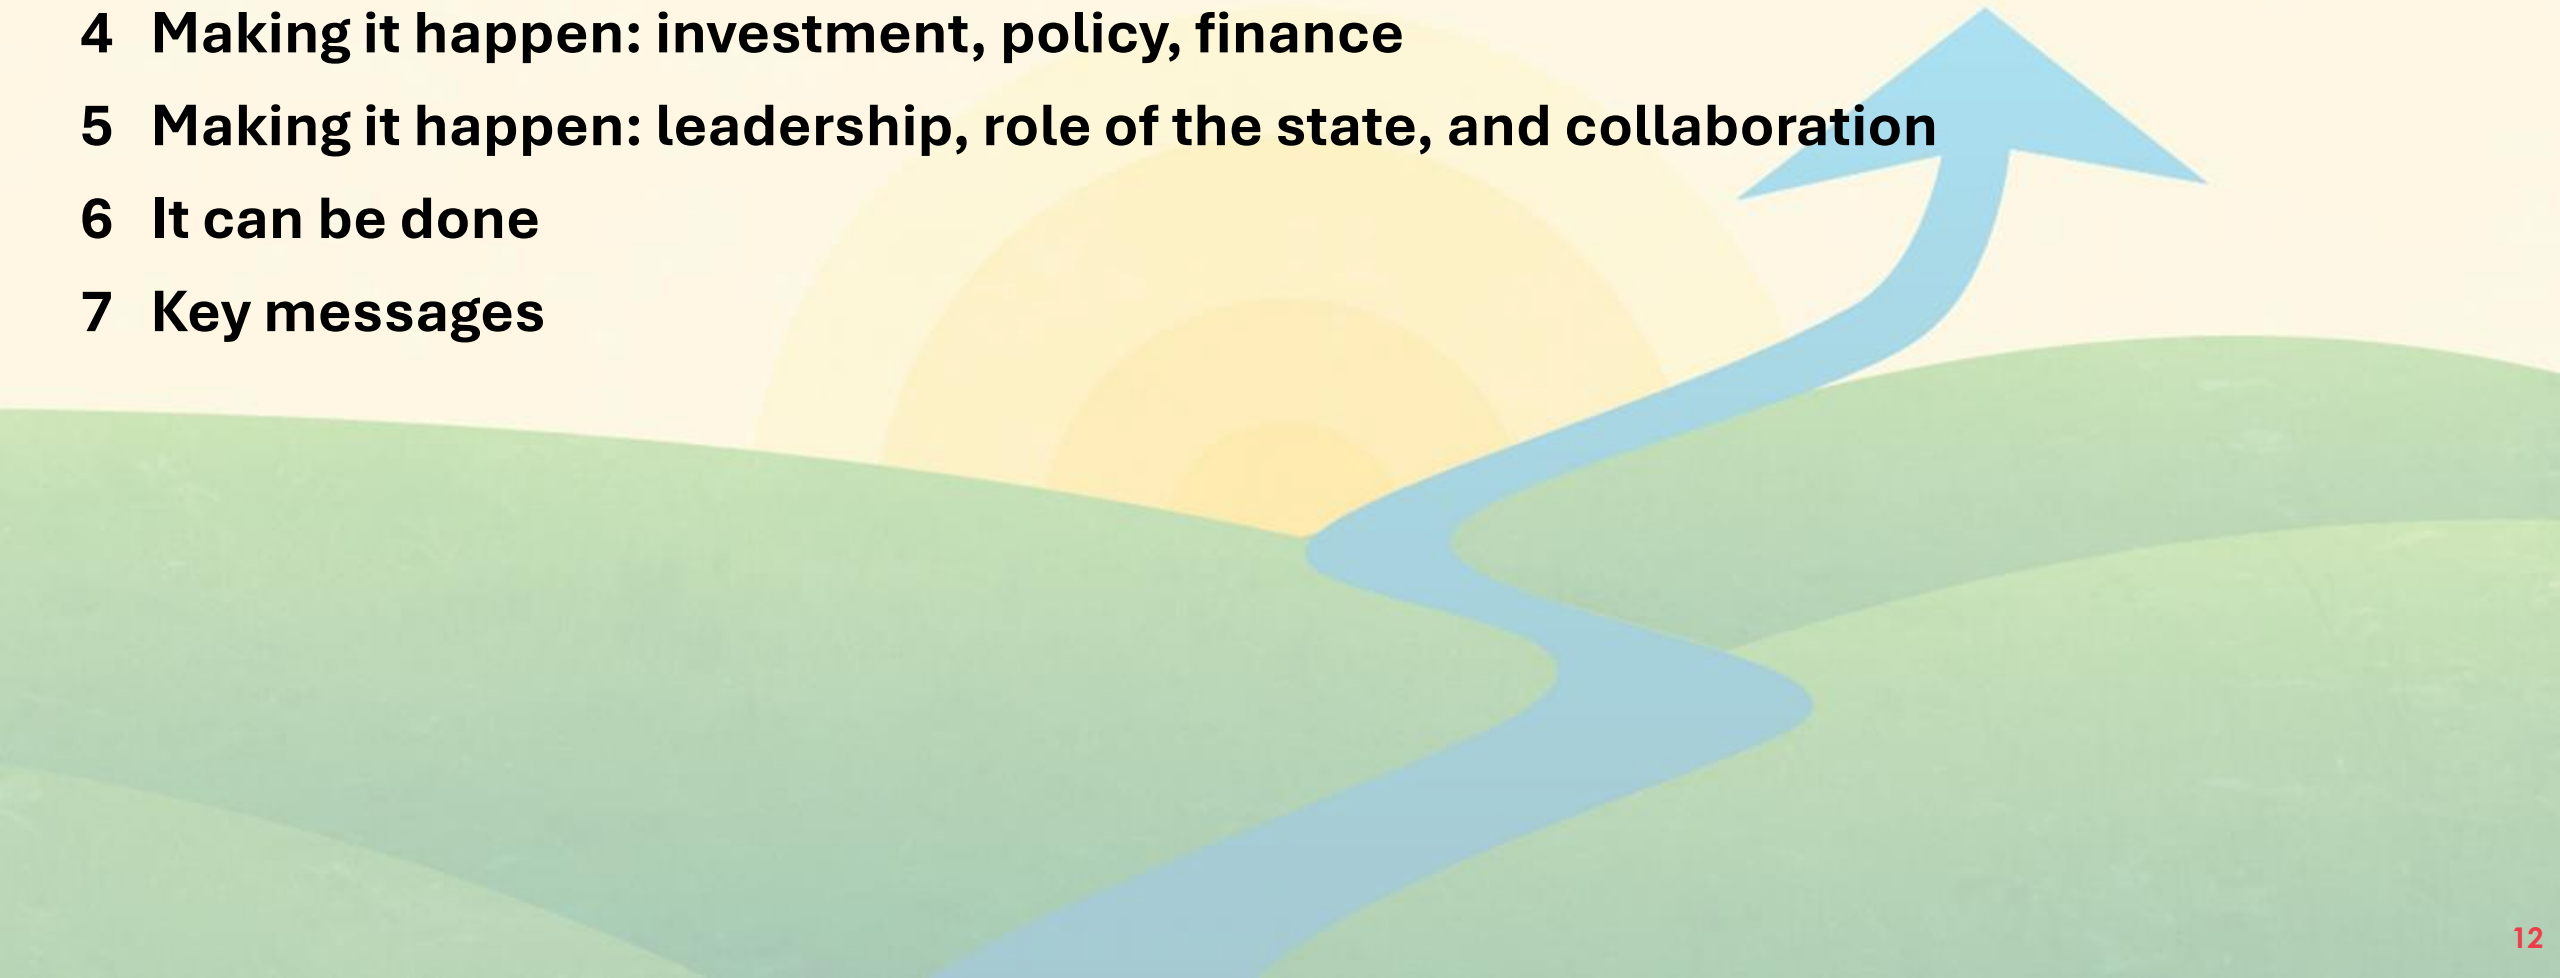 4 Making it happen: investment, policy, finance
5 Making it happen: leadership, role of the state, and collaboration
6 It can be done
7 Key messages
12